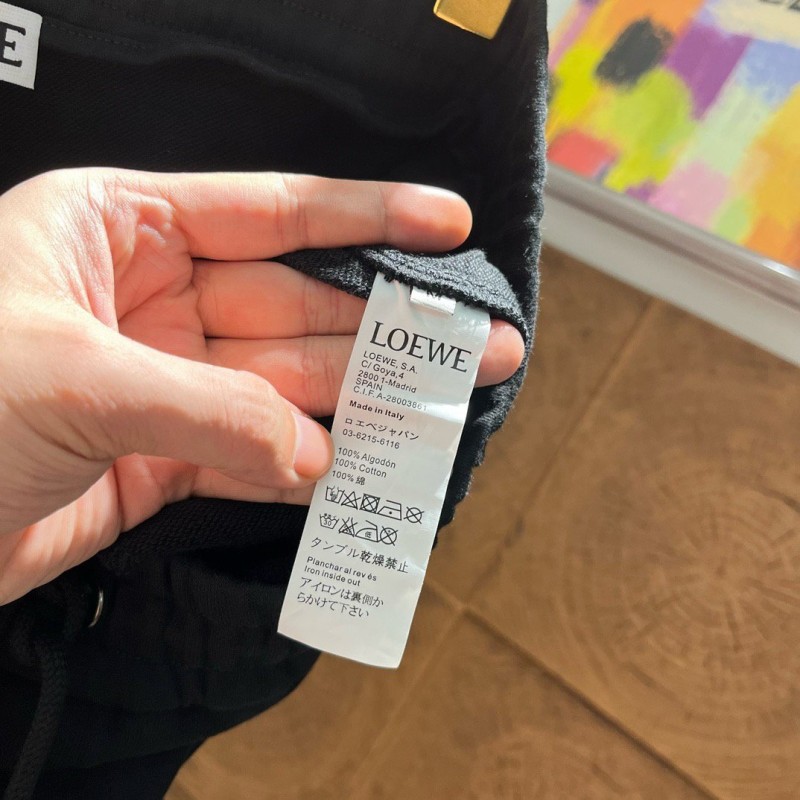 E
LOEWE
LOEWE, S.A.
C/ Goya,4
28001-Madrid
SPAIN
C.I.F. A-28003861
Made in Italy
ロエベジャパン
03-6215-6116
100% Algodón
100% Cotton
100% 綿
30
低
タンブル乾燥禁止
Planchar al rev és
Iron inside out
アイロンは裏側か
らかけて下さい